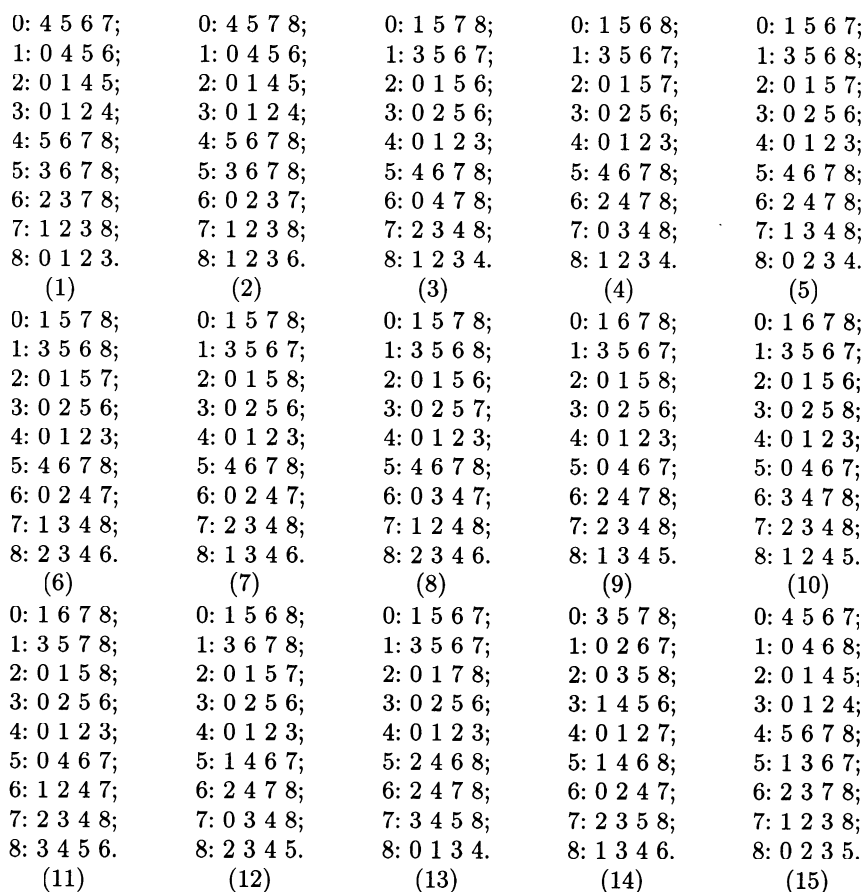 0: 4 5 6 7; 0: 4 5 7 8; 0: 1 5 7 8; 0: 1 5 6 8; 0: 1 5 6 7;
1: 0 4 5 6; 1: 0 4 5 6; 1: 3 5 6 7; 1: 3 5 6 7; 1: 3 5 6 8;
2: 0 1 4 5; 2: 0 1 4 5; 2: 0 1 5 6; 2: 0 1 5 7; 2: 0 1 5 7;
3: 0 1 2 4; 3: 0 1 2 4; 3: 0 2 5 6; 3: 0 2 5 6; 3: 0 2 5 6;
4: 5 6 7 8; 4: 5 6 7 8; 4: 0 1 2 3; 4: 0 1 2 3; 4: 0 1 2 3;
5: 3 6 7 8; 5: 3 6 7 8; 5: 4 6 7 8; 5: 4 6 7 8; 5: 4 6 7 8;
6: 2 3 7 8; 6: 0 2 3 7; 6: 0 4 7 8; 6: 2 4 7 8; 6: 2 4 7 8;
7: 1 2 3 8; 7: 1 2 3 8; 7: 2 3 4 8; 7: 0 3 4 8; 7: 1 3 4 8;
8: 0 1 2 3. 8: 1 2 3 6. 8: 1 2 3 4. 8: 1 2 3 4. 8: 0 2 3 4.
(1) (2) (3) (4) (5)
0: 1 5 7 8; 0: 1 5 7 8; 0: 1 5 7 8; 0: 1 6 7 8; 0: 1 6 7 8;
1: 3 5 6 8; 1: 3 5 6 7; 1: 3 5 6 8; 1: 3 5 6 7; 1: 3 5 6 7;
2: 0 1 5 7; 2: 0 1 5 8; 2: 0 1 5 6; 2: 0 1 5 8; 2: 0 1 5 6;
3: 0 2 5 6; 3: 0 2 5 6; 3: 0 2 5 7; 3: 0 2 5 6; 3: 0 2 5 8;
4: 0 1 2 3; 4: 0 1 2 3; 4: 0 1 2 3; 4: 0 1 2 3; 4: 0 1 2 3;
5: 4 6 7 8; 5: 4 6 7 8; 5: 4 6 7 8; 5: 0 4 6 7; 5: 0 4 6 7;
6: 0 2 4 7; 6: 0 2 4 7; 6: 0 3 4 7; 6: 2 4 7 8; 6: 3 4 7 8;
7: 1 3 4 8; 7: 2 3 4 8; 7: 1 2 4 8; 7: 2 3 4 8; 7: 2 3 4 8;
8: 2 3 4 6. 8: 1 3 4 6. 8: 2 3 4 6. 8: 1 3 4 5. 8: 1 2 4 5.
(6) (7) (8) (9) (10)
0: 1 6 7 8; 0: 1 5 6 8; 0: 1 5 6 7; 0: 3 5 7 8; 0: 4 5 6 7;
1: 3 5 7 8; 1: 3 6 7 8; 1: 3 5 6 7; 1: 0 2 6 7; 1: 0 4 6 8;
2: 0 1 5 8; 2: 0 1 5 7; 2: 0 1 7 8; 2: 0 3 5 8; 2: 0 1 4 5;
3: 0 2 5 6; 3: 0 2 5 6; 3: 0 2 5 6; 3: 1 4 5 6; 3: 0 1 2 4;
4: 0 1 2 3; 4: 0 1 2 3; 4: 0 1 2 3; 4: 0 1 2 7; 4: 5 6 7 8;
5: 0 4 6 7; 5: 1 4 6 7; 5: 2 4 6 8; 5: 1 4 6 8; 5: 1 3 6 7;
6: 1 2 4 7; 6: 2 4 7 8; 6: 2 4 7 8; 6: 0 2 4 7; 6: 2 3 7 8;
7: 2 3 4 8; 7: 0 3 4 8; 7: 3 4 5 8; 7: 2 3 5 8; 7: 1 2 3 8;
8: 3 4 5 6. 8: 2 3 4 5. 8: 0 1 3 4. 8: 1 3 4 6. 8: 0 2 3 5.
(11) (12) (13) (14) (15)